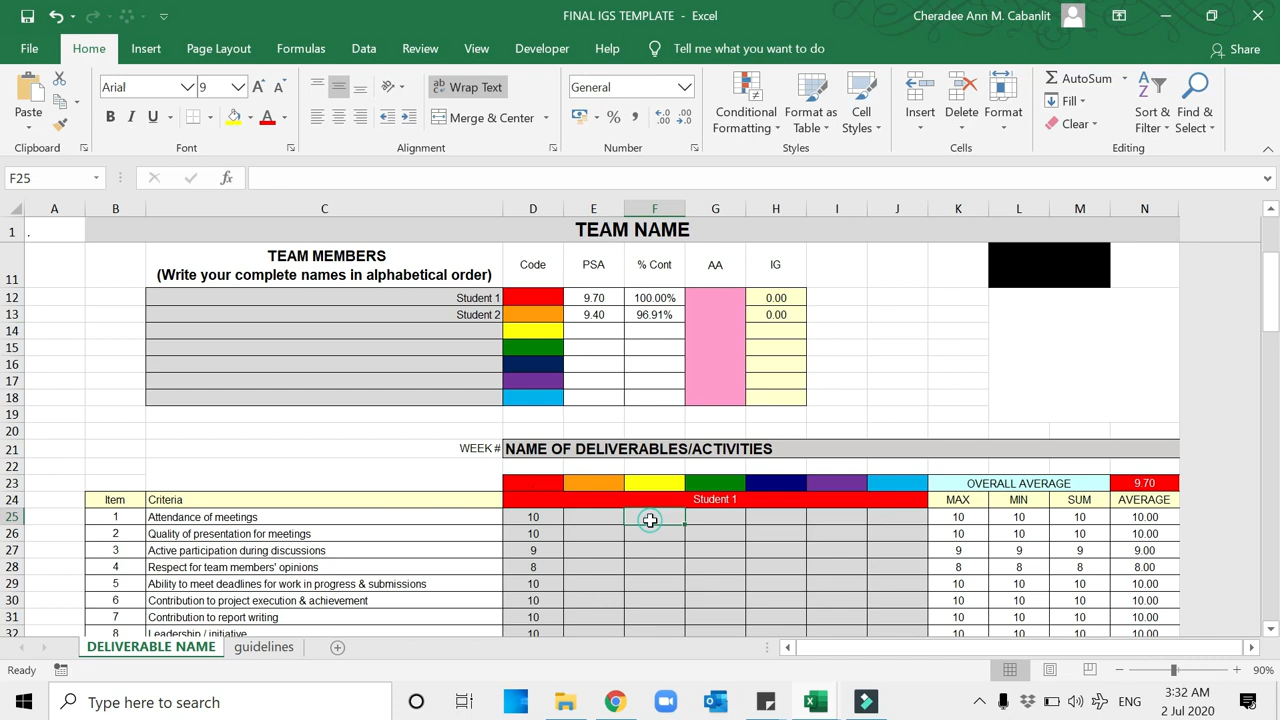 FINAL IGS TEMPLATE - Excel
Cheradee Ann M. Cabanlit
File Home Insert Page Layout Formulas Data Review View Developer Help Tell me what you want to do Share
Paste
Arial 9
B I U
Wrap Text
Merge & Center
General
Conditional Formatting
Format as Table
Cell Styles
Insert Delete Format
AutoSum
Fill
Clear
Sort & Filter
Find & Select
Clipboard Font Alignment Number Styles Cells Editing
F25 fx
A B C D E F G H I J K L M N
1 . TEAM NAME
11 TEAM MEMBERS
(Write your complete names in alphabetical order) Code PSA % Cont AA IG
12 Student 1 9.70 100.00% 0.00
13 Student 2 9.40 96.91% 0.00
14
15
16
17
18
19
20
21 WEEK # NAME OF DELIVERABLES/ACTIVITIES
22
23 OVERALL AVERAGE 9.70
24 Item Criteria Student 1 MAX MIN SUM AVERAGE
25 1 Attendance of meetings 10 10 10 10 10.00
26 2 Quality of presentation for meetings 10 10 10 10 10.00
27 3 Active participation during discussions 9 9 9 9 9.00
28 4 Respect for team members' opinions 8 8 8 8 8.00
29 5 Ability to meet deadlines for work in progress & submissions 10 10 10 10 10.00
30 6 Contribution to project execution & achievement 10 10 10 10 10.00
31 7 Contribution to report writing 10 10 10 10 10.00
32 8 Leadership / initiative 10 10 10 10 10.00
DELIVERABLE NAME guidelines
Ready 90%
Type here to search
ENG
3:32 AM
2 Jul 2020